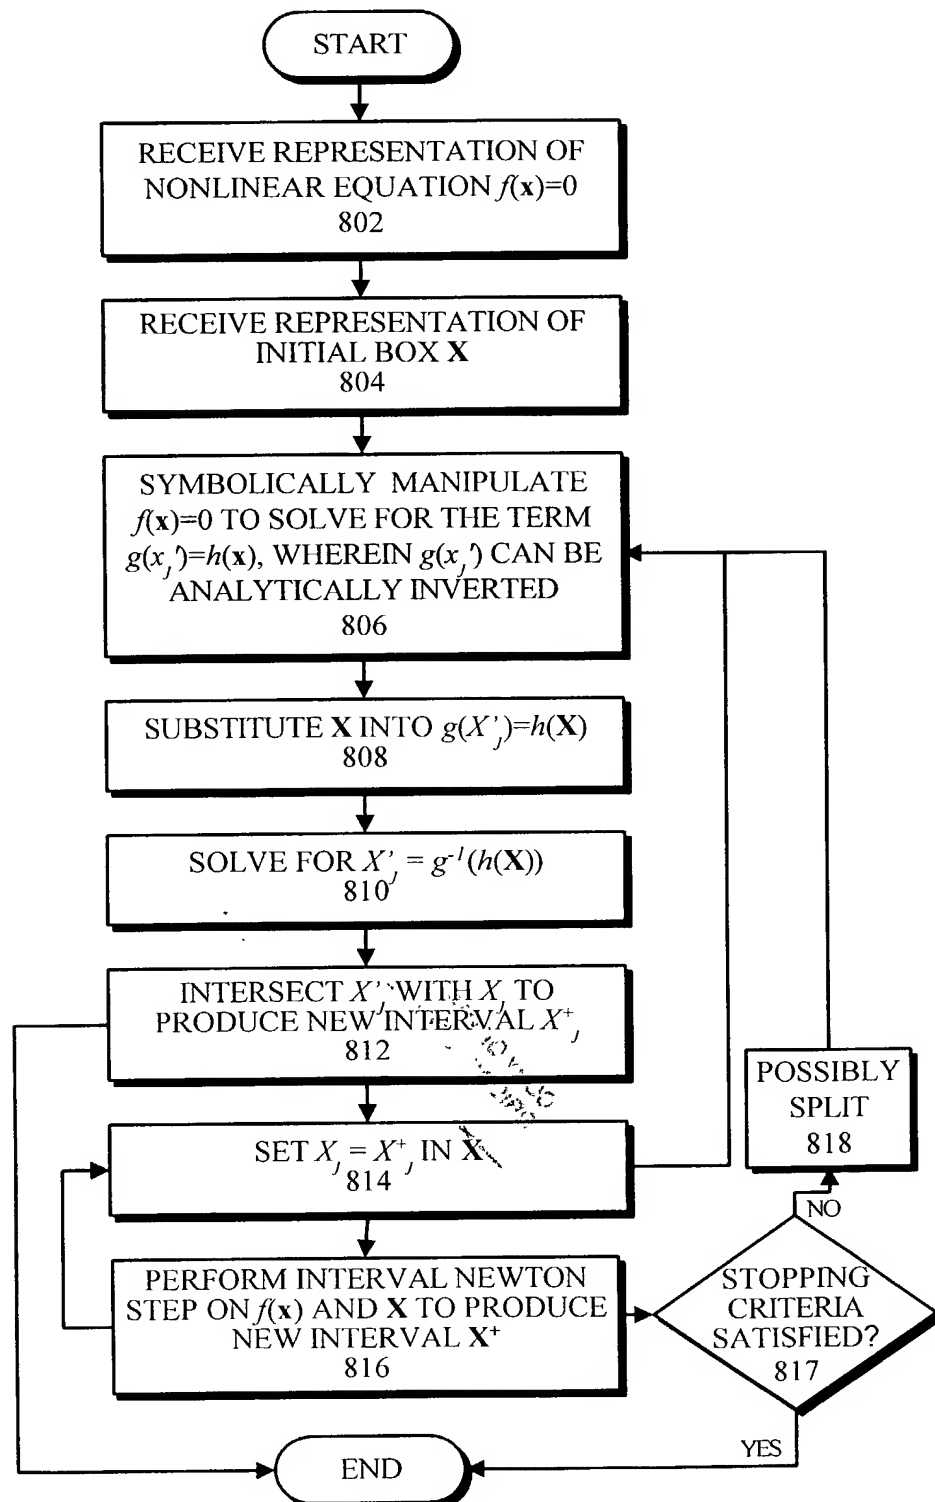 START
RECEIVE REPRESENTATION OF
NONLINEAR EQUATION f(x)=0
802
RECEIVE REPRESENTATION OF
INITIAL BOX X
804
SYMBOLICALLY MANIPULATE
f(x)=0 TO SOLVE FOR THE TERM
g(x'j)=h(x), WHEREIN g(x'j) CAN BE
ANALYTICALLY INVERTED
806
SUBSTITUTE X INTO g(X'j)=h(X)
808
SOLVE FOR X'j = g⁻¹(h(X))
810
INTERSECT X'j WITH Xj TO
PRODUCE NEW INTERVAL X⁺j
812
SET Xj = X⁺j IN X
814
PERFORM INTERVAL NEWTON
STEP ON f(x) AND X TO PRODUCE
NEW INTERVAL X⁺
816
POSSIBLY
SPLIT
818
NO
STOPPING
CRITERIA
SATISFIED?
817
YES
END